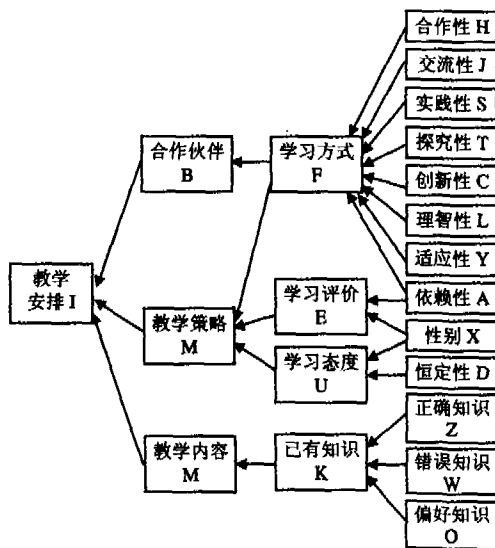 合作性 H
交流性 J
实践性 S
探究性 T
创新性 C
理智性 L
适应性 Y
依赖性 A
性别 X
恒定性 D
正确知识
Z
错误知识
W
偏好知识
O
学习方式
F
学习评价
E
学习态度
U
已有知识
K
合作伙伴
B
教学策略
M
教学内容
M
教学
安排 I